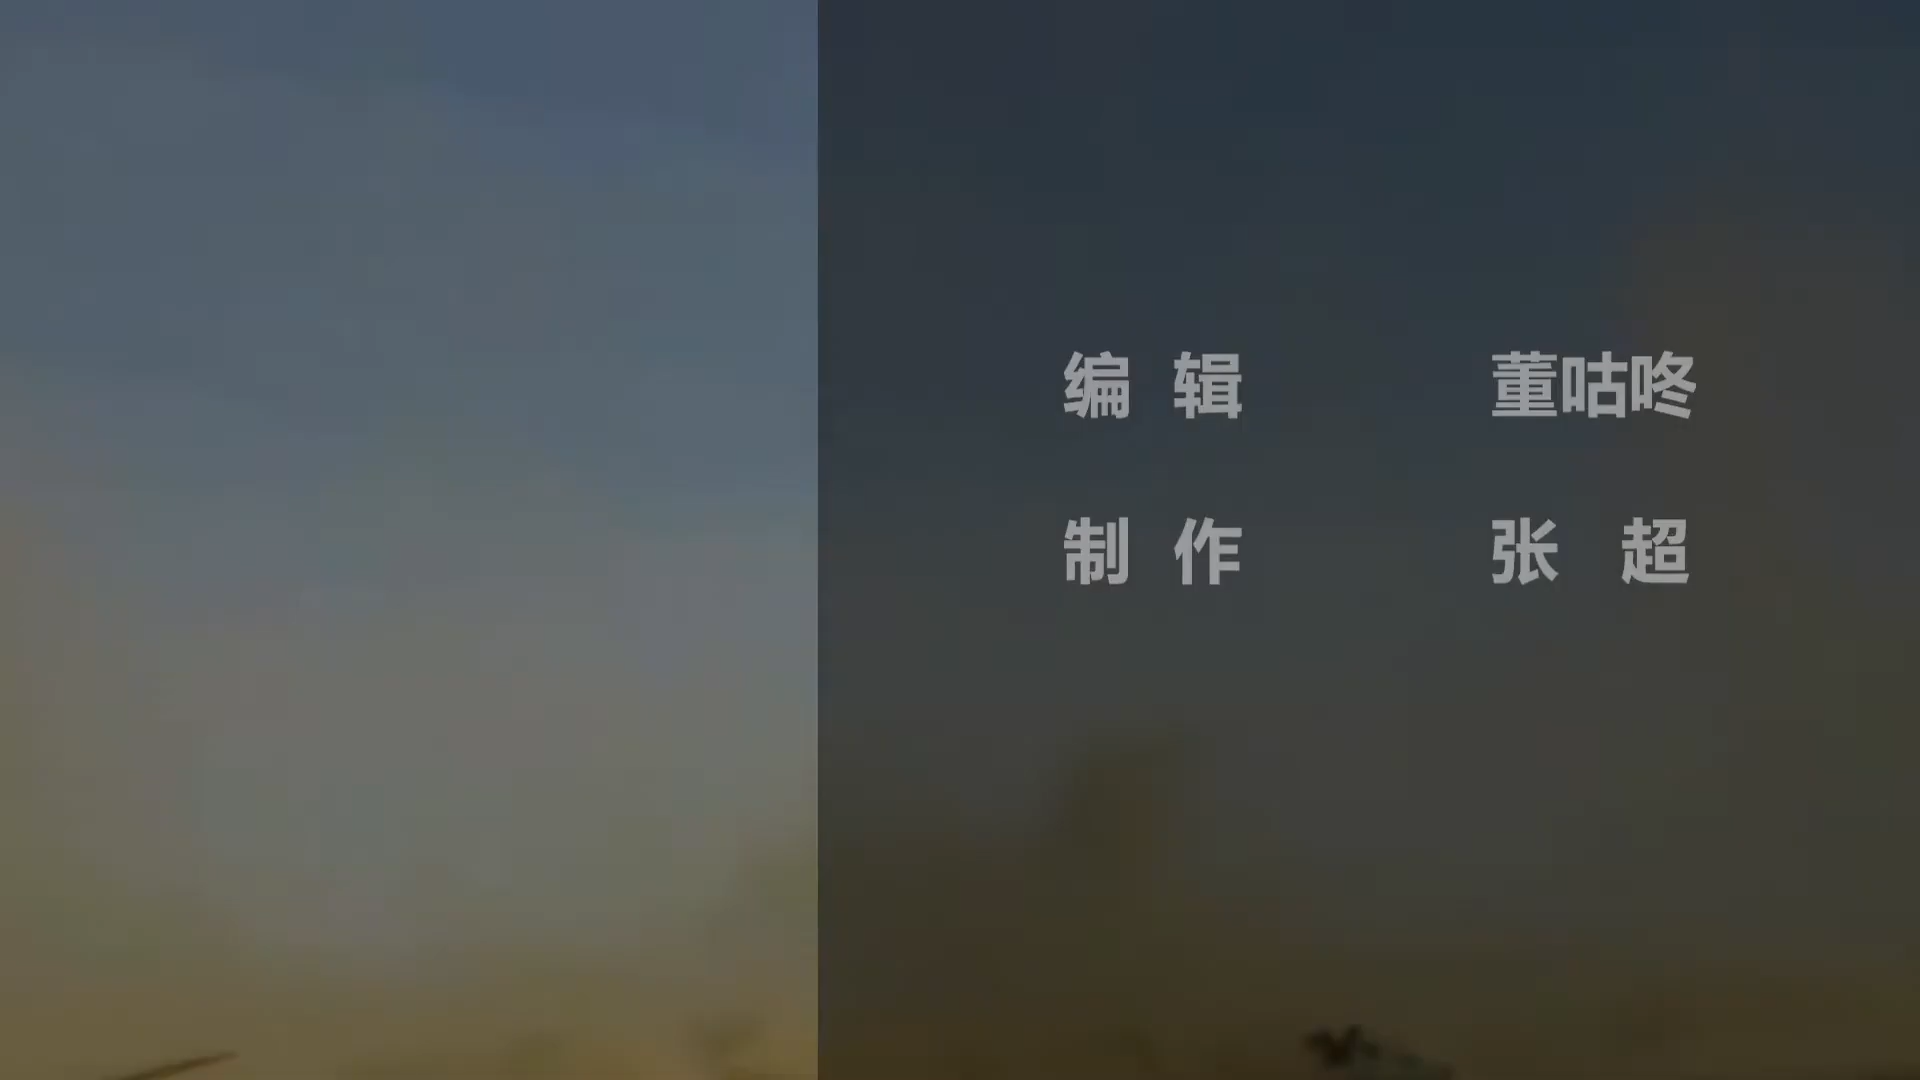 编 辑 董咕咚
制 作 张 超